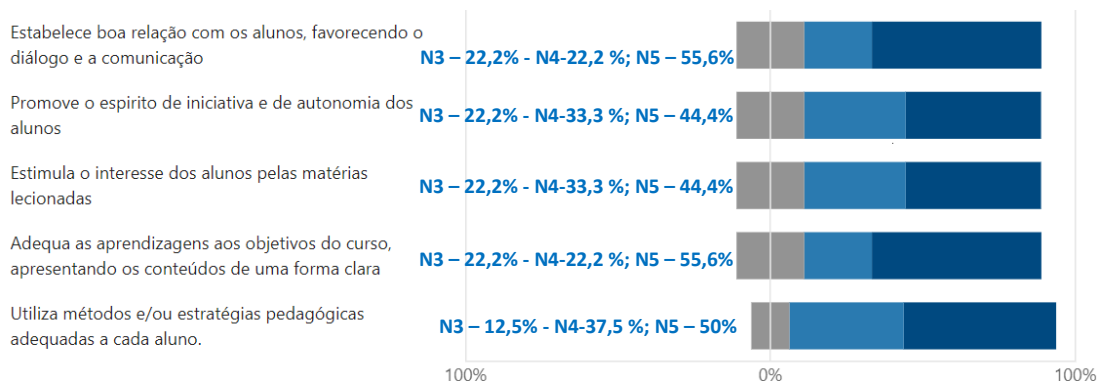 Estabelece boa relação com os alunos, favorecendo o
diálogo e a comunicação
N3 – 22,2% - N4-22,2 %; N5 – 55,6%
Promove o espirito de iniciativa e de autonomia dos
alunos
N3 – 22,2% - N4-33,3 %; N5 – 44,4%
Estimula o interesse dos alunos pelas matérias
lecionadas
N3 – 22,2% - N4-33,3 %; N5 – 44,4%
Adequa as aprendizagens aos objetivos do curso,
apresentando os conteúdos de uma forma clara
N3 – 22,2% - N4-22,2 %; N5 – 55,6%
Utiliza métodos e/ou estratégias pedagógicas
adequadas a cada aluno.
N3 – 12,5% - N4-37,5 %; N5 – 50%
100% 0% 100%